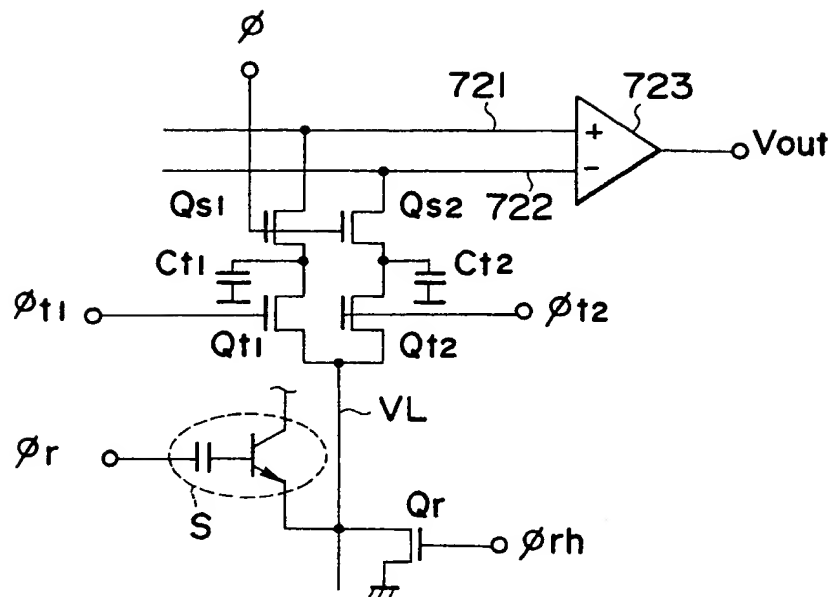 ø
721
723
+
−
Vout
722
Qs1
Qs2
Ct1
Ct2
øt1
øt2
Qt1
Qt2
VL
ør
S
Qr
ørh